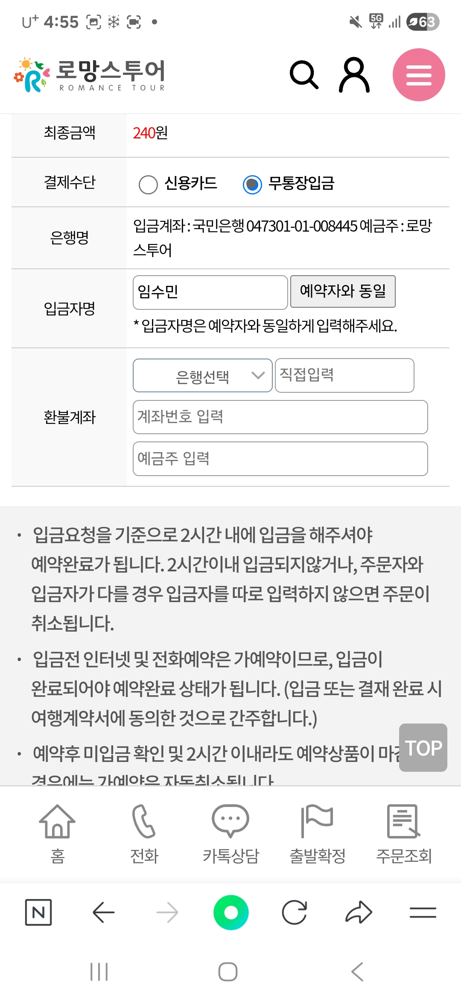 U+ 4:55 5G 63
로망스투어
ROMANCE TOUR
최종금액 240원
결제수단 신용카드 무통장입금
은행명 입금계좌 : 국민은행 047301-01-008445 예금주 : 로망
스투어
입금자명 임수민 예약자와 동일
* 입금자명은 예약자와 동일하게 입력해주세요.
환불계좌 은행선택 직접입력
계좌번호 입력
예금주 입력
· 입금요청을 기준으로 2시간 내에 입금을 해주셔야
예약완료가 됩니다. 2시간이내 입금되지않거나, 주문자와
입금자가 다를 경우 입금자를 따로 입력하지 않으면 주문이
취소됩니다.
· 입금전 인터넷 및 전화예약은 가예약이므로, 입금이
완료되어야 예약완료 상태가 됩니다. (입금 또는 결재 완료 시
여행계약서에 동의한 것으로 간주합니다.)
· 예약후 미입금 확인 및 2시간 이내라도 예약상품이
TOP
경우에는 가예약은 자동취소됩니다
홈 전화 카톡상담 출발확정 주문조회
N